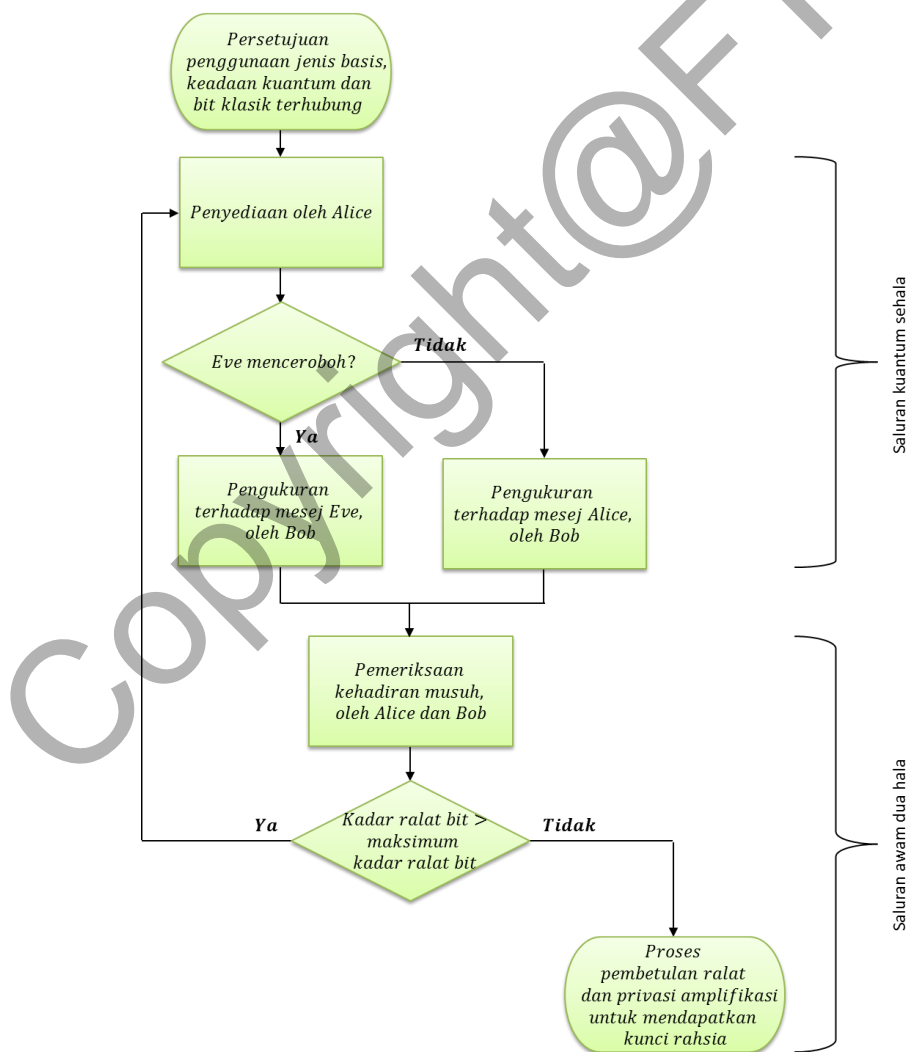 Persetujuan
penggunaan jenis basis,
keadaan kuantum dan
bit klasik terhubung
Penyediaan oleh Alice
Eve menceroboh?
Tidak
Ya
Pengukuran
terhadap mesej Eve,
oleh Bob
Pengukuran
terhadap mesej Alice,
oleh Bob
Saluran kuantum sehala
Pemeriksaan
kehadiran musuh,
oleh Alice dan Bob
Kadar ralat bit >
maksimum
kadar ralat bit
Ya
Tidak
Proses
pembetulan ralat
dan privasi amplifikasi
untuk mendapatkan
kunci rahsia
Saluran awam dua hala
Copyright@FT